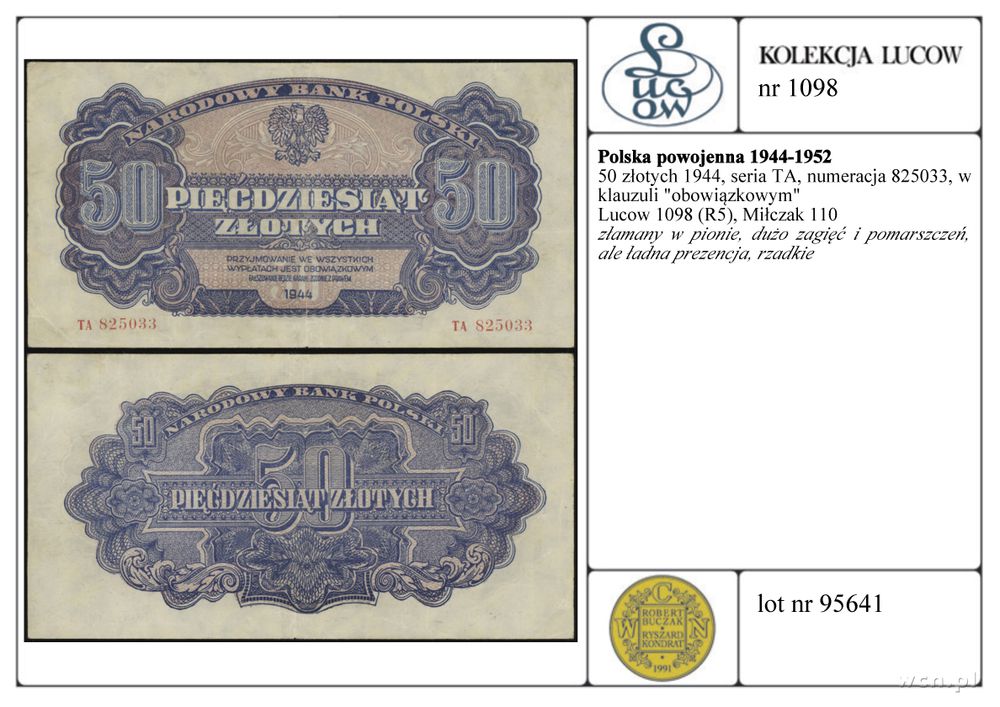 NARODOWY BANK POLSKI
50
50
PIĘĆDZIESIĄT
ZŁOTYCH
PRZYJMOWANIE WE WSZYSTKICH
WYPŁATACH JEST OBOWIĄZKOWYM
1944
TA 825033
TA 825033
NARODOWY BANK POLSKI
50
50
50
PIĘĆDZIESIĄT ZŁOTYCH
Lucow
KOLEKCJA LUCOW
nr 1098
Polska powojenna 1944-1952
50 złotych 1944, seria TA, numeracja 825033, w
klauzuli "obowiązkowym"
Lucow 1098 (R5), Miłczak 110
złamany w pionie, dużo zagięć i pomarszczeń,
ale ładna prezencja, rzadkie
W C N
ROBERT
BUCZAK
RYSZARD
KONDRAT
1991
lot nr 95641
wcn.pl